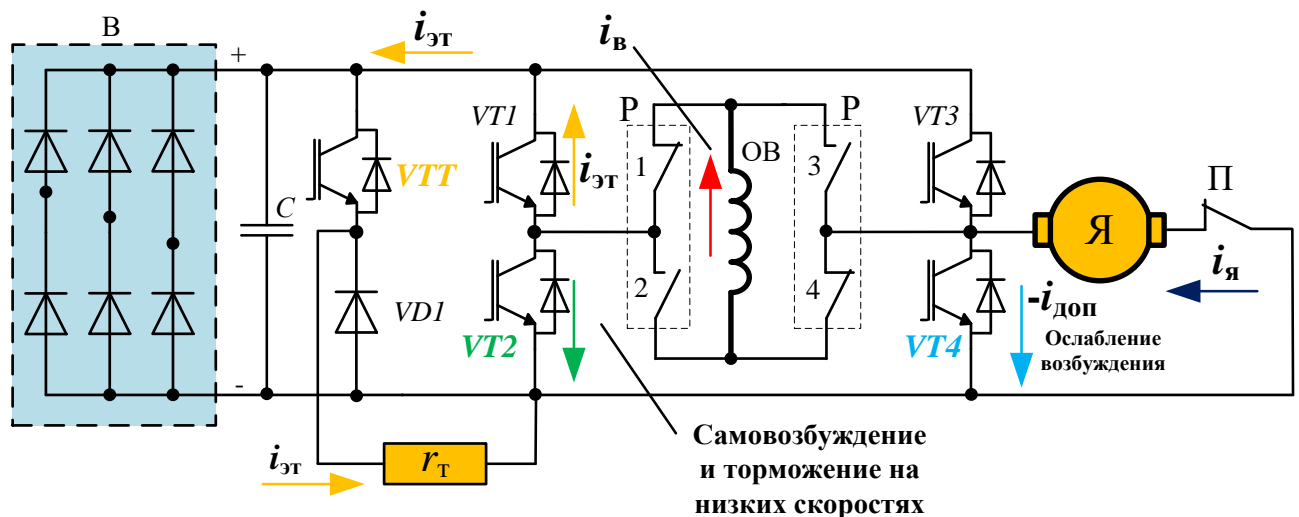 В
iэт
iв
+
P
P
VT1
VT3
ОВ
П
1
3
VTT
iэт
C
Я
iя
2
4
-iдоп
VD1
VT2
VT4
Ослабление
возбуждения
-
Самовозбуждение
и торможение на
низких скоростях
iэт
rт